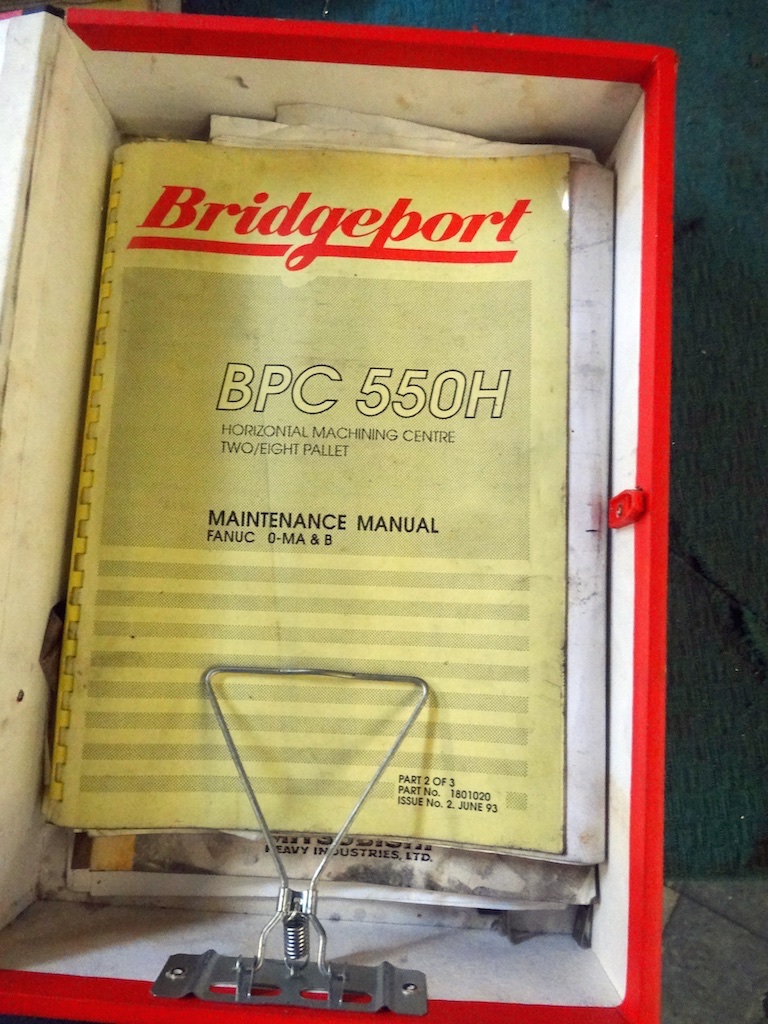 Bridgeport
BPC 550H
HORIZONTAL MACHINING CENTRE
TWO/EIGHT PALLET
MAINTENANCE MANUAL
FANUC 0-MA & B
PART 2 OF 3
PART No. 1801020
ISSUE No. 2. JUNE 93
MITSUBISHI
HEAVY INDUSTRIES, LTD.